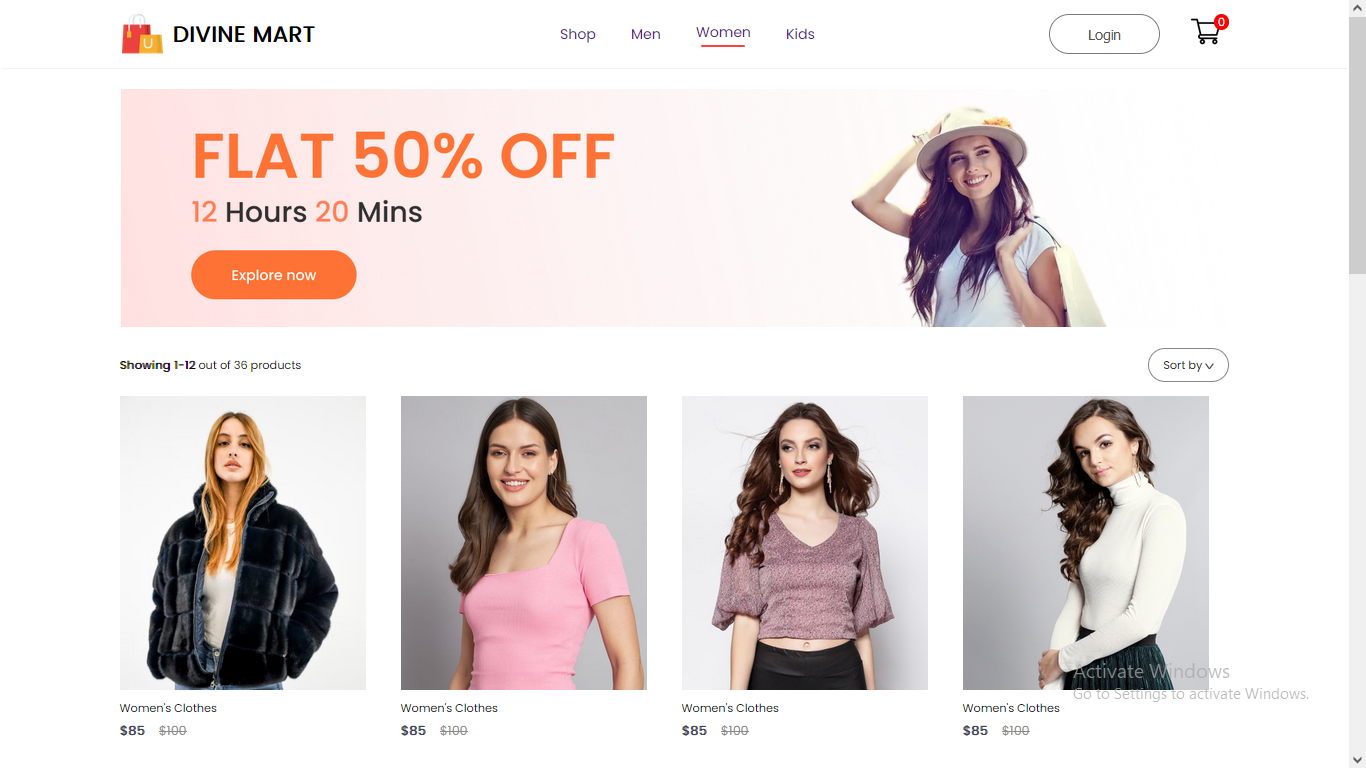 U DIVINE MART
Shop Men Women Kids
Login
0
FLAT 50% OFF
12 Hours 20 Mins
Explore now
Showing 1-12 out of 36 products
Sort by
Women's Clothes
$85 $100
Women's Clothes
$85 $100
Women's Clothes
$85 $100
Women's Clothes
$85 $100
Activate Windows
Go to Settings to activate Windows.